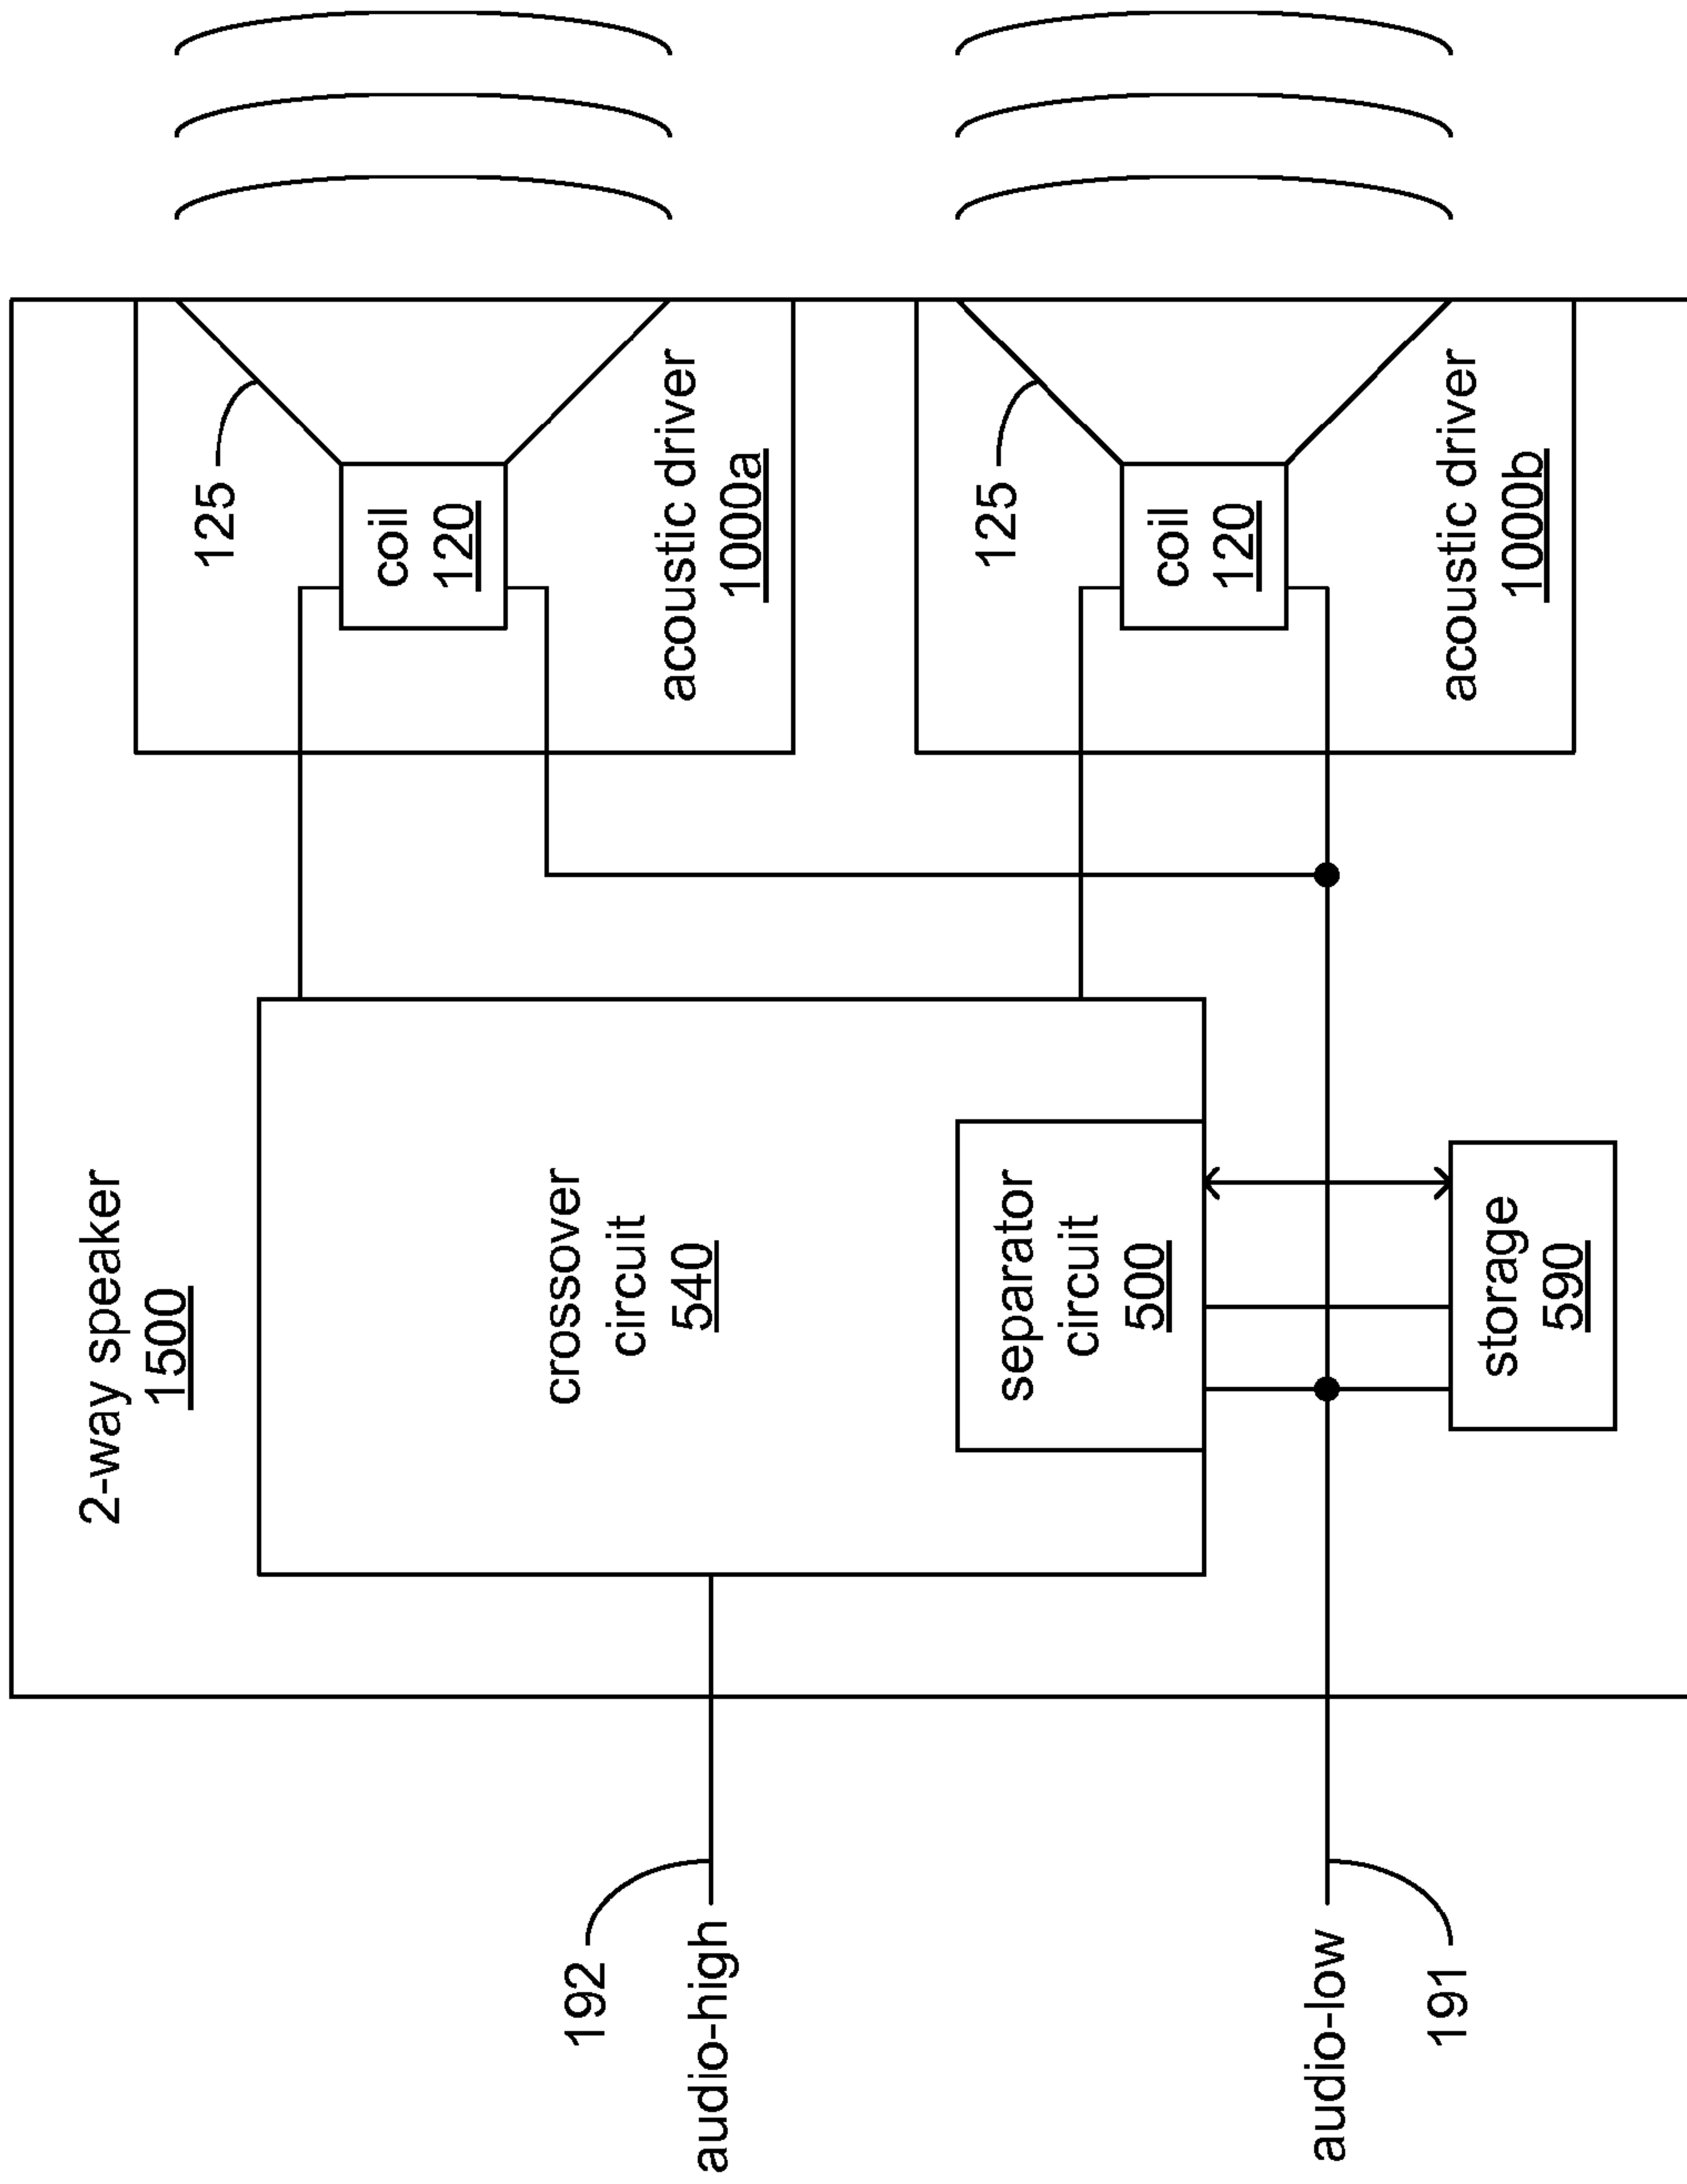 2-way speaker
1500
192
audio-high
audio-low
191
crossover
circuit
540
separator
circuit
500
storage
590
125
coil
120
acoustic driver
1000a
125
coil
120
acoustic driver
1000b